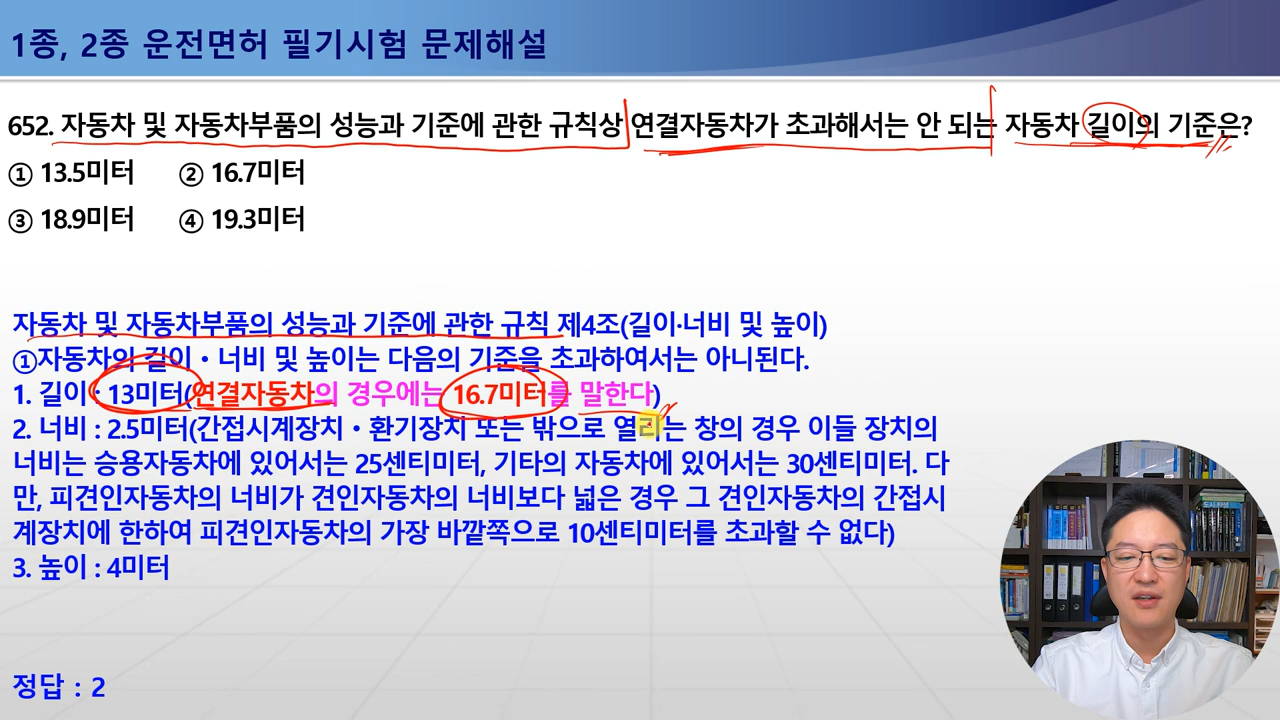 1종, 2종 운전면허 필기시험 문제해설
652. 자동차 및 자동차부품의 성능과 기준에 관한 규칙상 연결자동차가 초과해서는 안 되는 자동차 길이의 기준은?
① 13.5미터 ② 16.7미터
③ 18.9미터 ④ 19.3미터
자동차 및 자동차부품의 성능과 기준에 관한 규칙 제4조(길이·너비 및 높이)
①자동차의 길이・너비 및 높이는 다음의 기준을 초과하여서는 아니된다.
1. 길이 : 13미터(연결자동차의 경우에는 16.7미터를 말한다)
2. 너비 : 2.5미터(간접시계장치・환기장치 또는 밖으로 열리는 창의 경우 이들 장치의
너비는 승용자동차에 있어서는 25센티미터, 기타의 자동차에 있어서는 30센티미터. 다
만, 피견인자동차의 너비가 견인자동차의 너비보다 넓은 경우 그 견인자동차의 간접시
계장치에 한하여 피견인자동차의 가장 바깥쪽으로 10센티미터를 초과할 수 없다)
3. 높이 : 4미터
정답 : 2